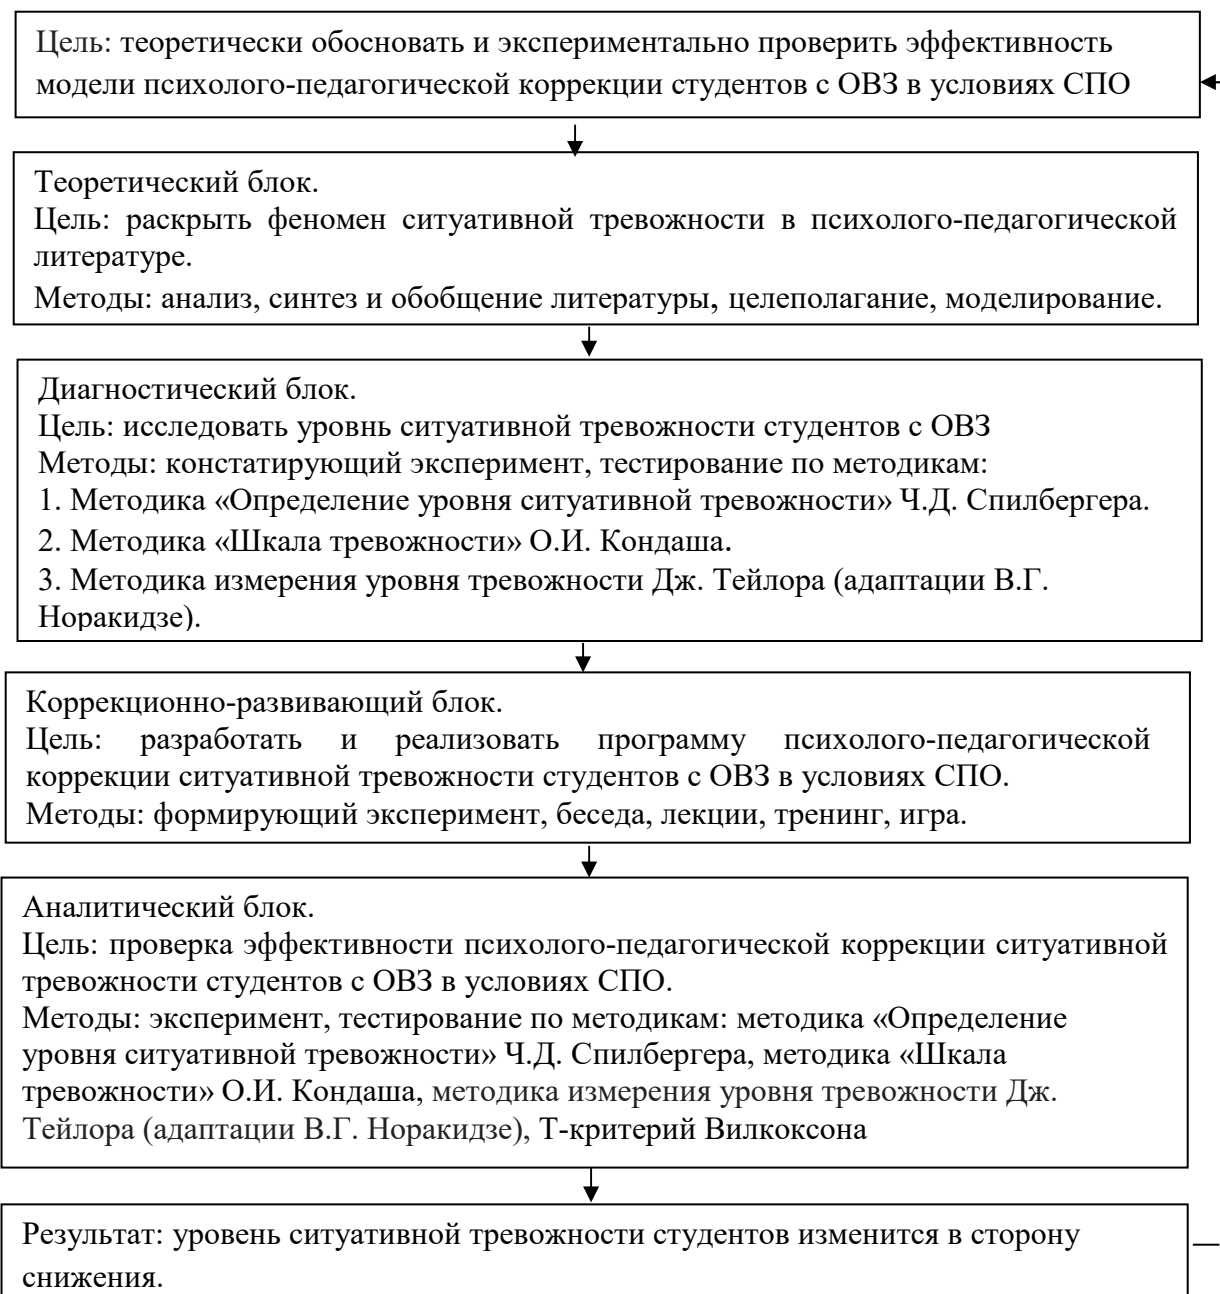 Цель: теоретически обосновать и экспериментально проверить эффективность
модели психолого-педагогической коррекции студентов с ОВЗ в условиях СПО
Теоретический блок.
Цель: раскрыть феномен ситуативной тревожности в психолого-педагогической
литературе.
Методы: анализ, синтез и обобщение литературы, целеполагание, моделирование.
Диагностический блок.
Цель: исследовать уровнь ситуативной тревожности студентов с ОВЗ
Методы: констатирующий эксперимент, тестирование по методикам:
1. Методика «Определение уровня ситуативной тревожности» Ч.Д. Спилбергера.
2. Методика «Шкала тревожности» О.И. Кондаша.
3. Методика измерения уровня тревожности Дж. Тейлора (адаптации В.Г.
Норакидзе).
Коррекционно-развивающий блок.
Цель: разработать и реализовать программу психолого-педагогической
коррекции ситуативной тревожности студентов с ОВЗ в условиях СПО.
Методы: формирующий эксперимент, беседа, лекции, тренинг, игра.
Аналитический блок.
Цель: проверка эффективности психолого-педагогической коррекции ситуативной
тревожности студентов с ОВЗ в условиях СПО.
Методы: эксперимент, тестирование по методикам: методика «Определение
уровня ситуативной тревожности» Ч.Д. Спилбергера, методика «Шкала
тревожности» О.И. Кондаша, методика измерения уровня тревожности Дж.
Тейлора (адаптации В.Г. Норакидзе), Т-критерий Вилкоксона
Результат: уровень ситуативной тревожности студентов изменится в сторону
снижения.